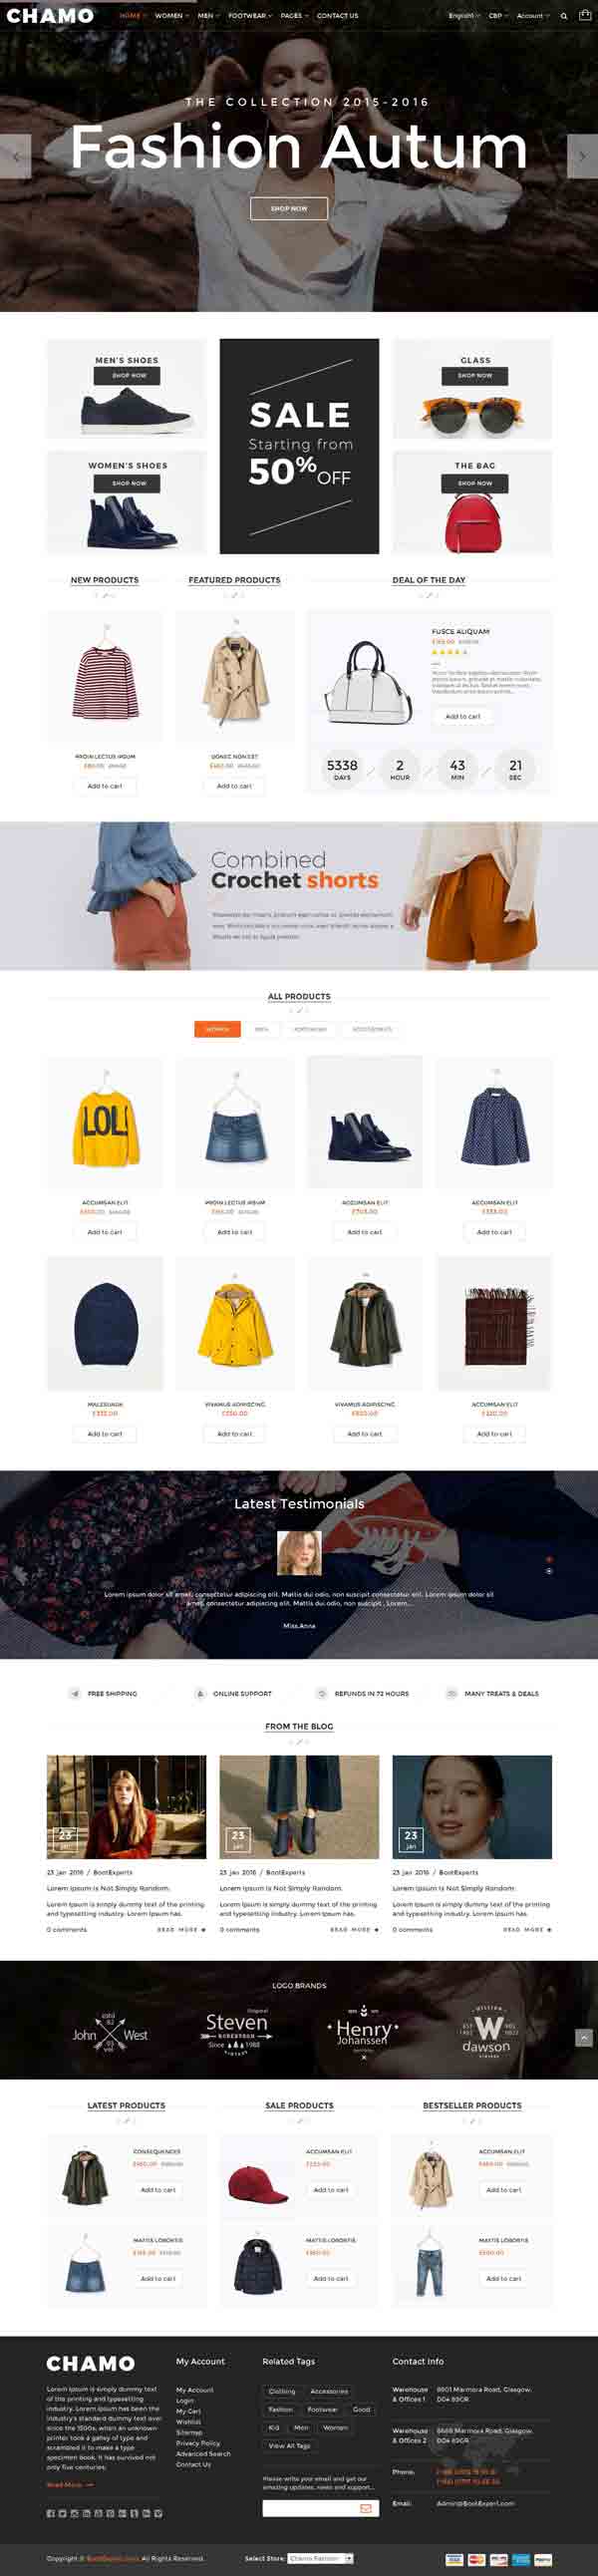 CHAMO
HOME WOMEN MEN FOOTWEAR PAGES CONTACT US
English1 GBP Account
THE COLLECTION 2015-2016
Fashion Autum
SHOP NOW
MEN'S SHOES
SHOP NOW
WOMEN'S SHOES
SHOP NOW
SALE
Starting from
50% OFF
GLASS
SHOP NOW
THE BAG
SHOP NOW
NEW PRODUCTS
FEATURED PRODUCTS
DEAL OF THE DAY
PROIN LECTUS IPSUM
Add to cart
DONEC NON EST
Add to cart
FUSCE ALIQUAM
Add to cart
5338 DAYS
2 HOUR
43 MIN
21 SEC
Combined
Crochet shorts
ALL PRODUCTS
WOMEN MEN FOOTWEAR ACCESSORIES
ACCUMSAN ELIT
Add to cart
PROIN LECTUS IPSUM
Add to cart
ACCUMSAN ELIT
Add to cart
ACCUMSAN ELIT
Add to cart
MALESUADA
Add to cart
VIVAMUS ADIPISCING
Add to cart
VIVAMUS ADIPISCING
Add to cart
ACCUMSAN ELIT
Add to cart
Latest Testimonials
Lorem ipsum dolor sit amet, consectetur adipiscing elit. Mattis dui odio, non suscipit consectetur elit. Lorem ipsum dolor sit
amet, consectetur adipiscing elit. Mattis dui odio, non suscipit , Lorem...
Miss Anna
FREE SHIPPING
ONLINE SUPPORT
REFUNDS IN 72 HOURS
MANY TREATS & DEALS
FROM THE BLOG
23
jan
23 jan 2016 / BootExperts
Lorem Ipsum is Not Simply Random.
Lorem Ipsum is simply dummy text of the printing
and typesetting industry. Lorem Ipsum has.
0 comments READ MORE
23
jan
23 jan 2016 / BootExperts
Lorem Ipsum is Not Simply Random.
Lorem Ipsum is simply dummy text of the printing
and typesetting industry. Lorem Ipsum has.
0 comments READ MORE
23
jan
23 jan 2016 / BootExperts
Lorem Ipsum is Not Simply Random.
Lorem Ipsum is simply dummy text of the printing
and typesetting industry. Lorem Ipsum has.
0 comments READ MORE
LOGO BRANDS
John West
Original
Steven
ROBERTSON
Since 1988
VINTAGE
Henry
Johanssen
WILLIAM
W
dawson
LATEST PRODUCTS
SALE PRODUCTS
BESTSELLER PRODUCTS
CONSEQUENCES
Add to cart
MATTIS LOBORTIS
Add to cart
ACCUMSAN ELIT
Add to cart
MATTIS LOBORTIS
Add to cart
ACCUMSAN ELIT
Add to cart
MATTIS LOBORTIS
Add to cart
CHAMO
Lorem Ipsum is simply dummy text
of the printing and typesetting
industry. Lorem Ipsum has been the
industry's standard dummy text ever
since the 1500s, when an unknown
printer took a galley of type and
scrambled it to make a type
specimen book. It has survived not
only five centuries.
Read More
My Account
My Account
Login
My Cart
Wishlist
Sitemap
Privacy Policy
Advanced Search
Contact Us
Related Tags
Clothing Accessories
Fashion Footwear Good
Kid Men Women
View All Tags
Please write your email and get our
amazing updates, news and support...
Contact Info
Warehouse & Offices 1
8901 Marmora Road, Glasgow, D04 89GR
Warehouse & Offices 2
Marmora Road, Glasgow, D04 89GR
Phone:
Email: Admin@BootExpert.com
Copyright © BootExperts.com All Rights Reserved.
Select Store: Chamo Fashion